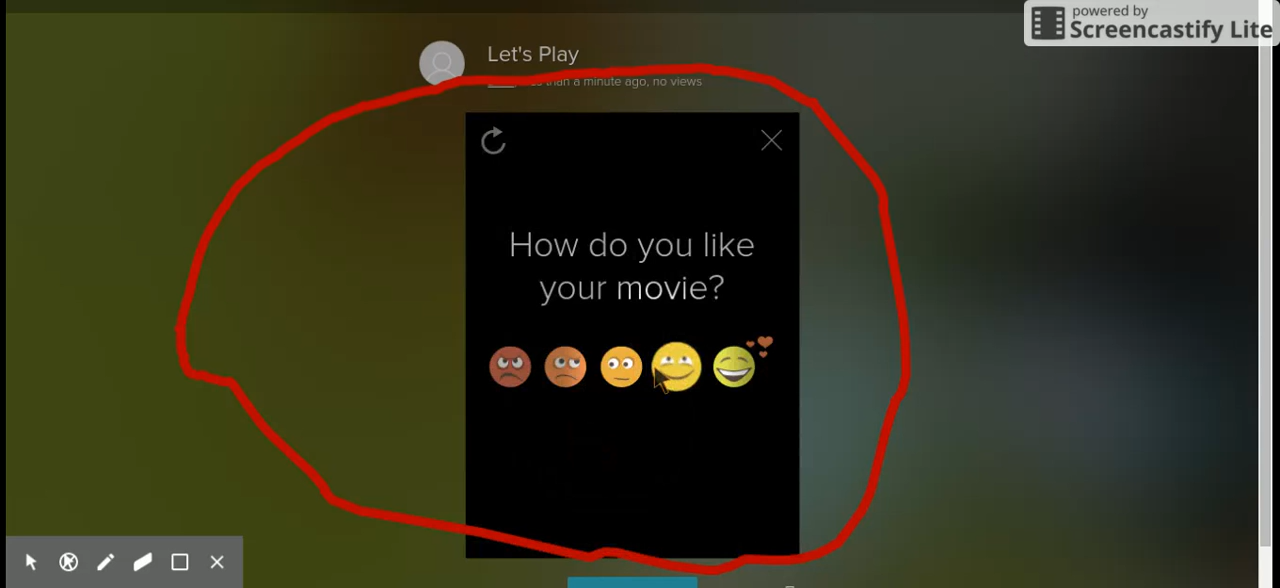 powered by
Screencastify Lite
Let's Play
than a minute ago, no views
How do you like
your movie?